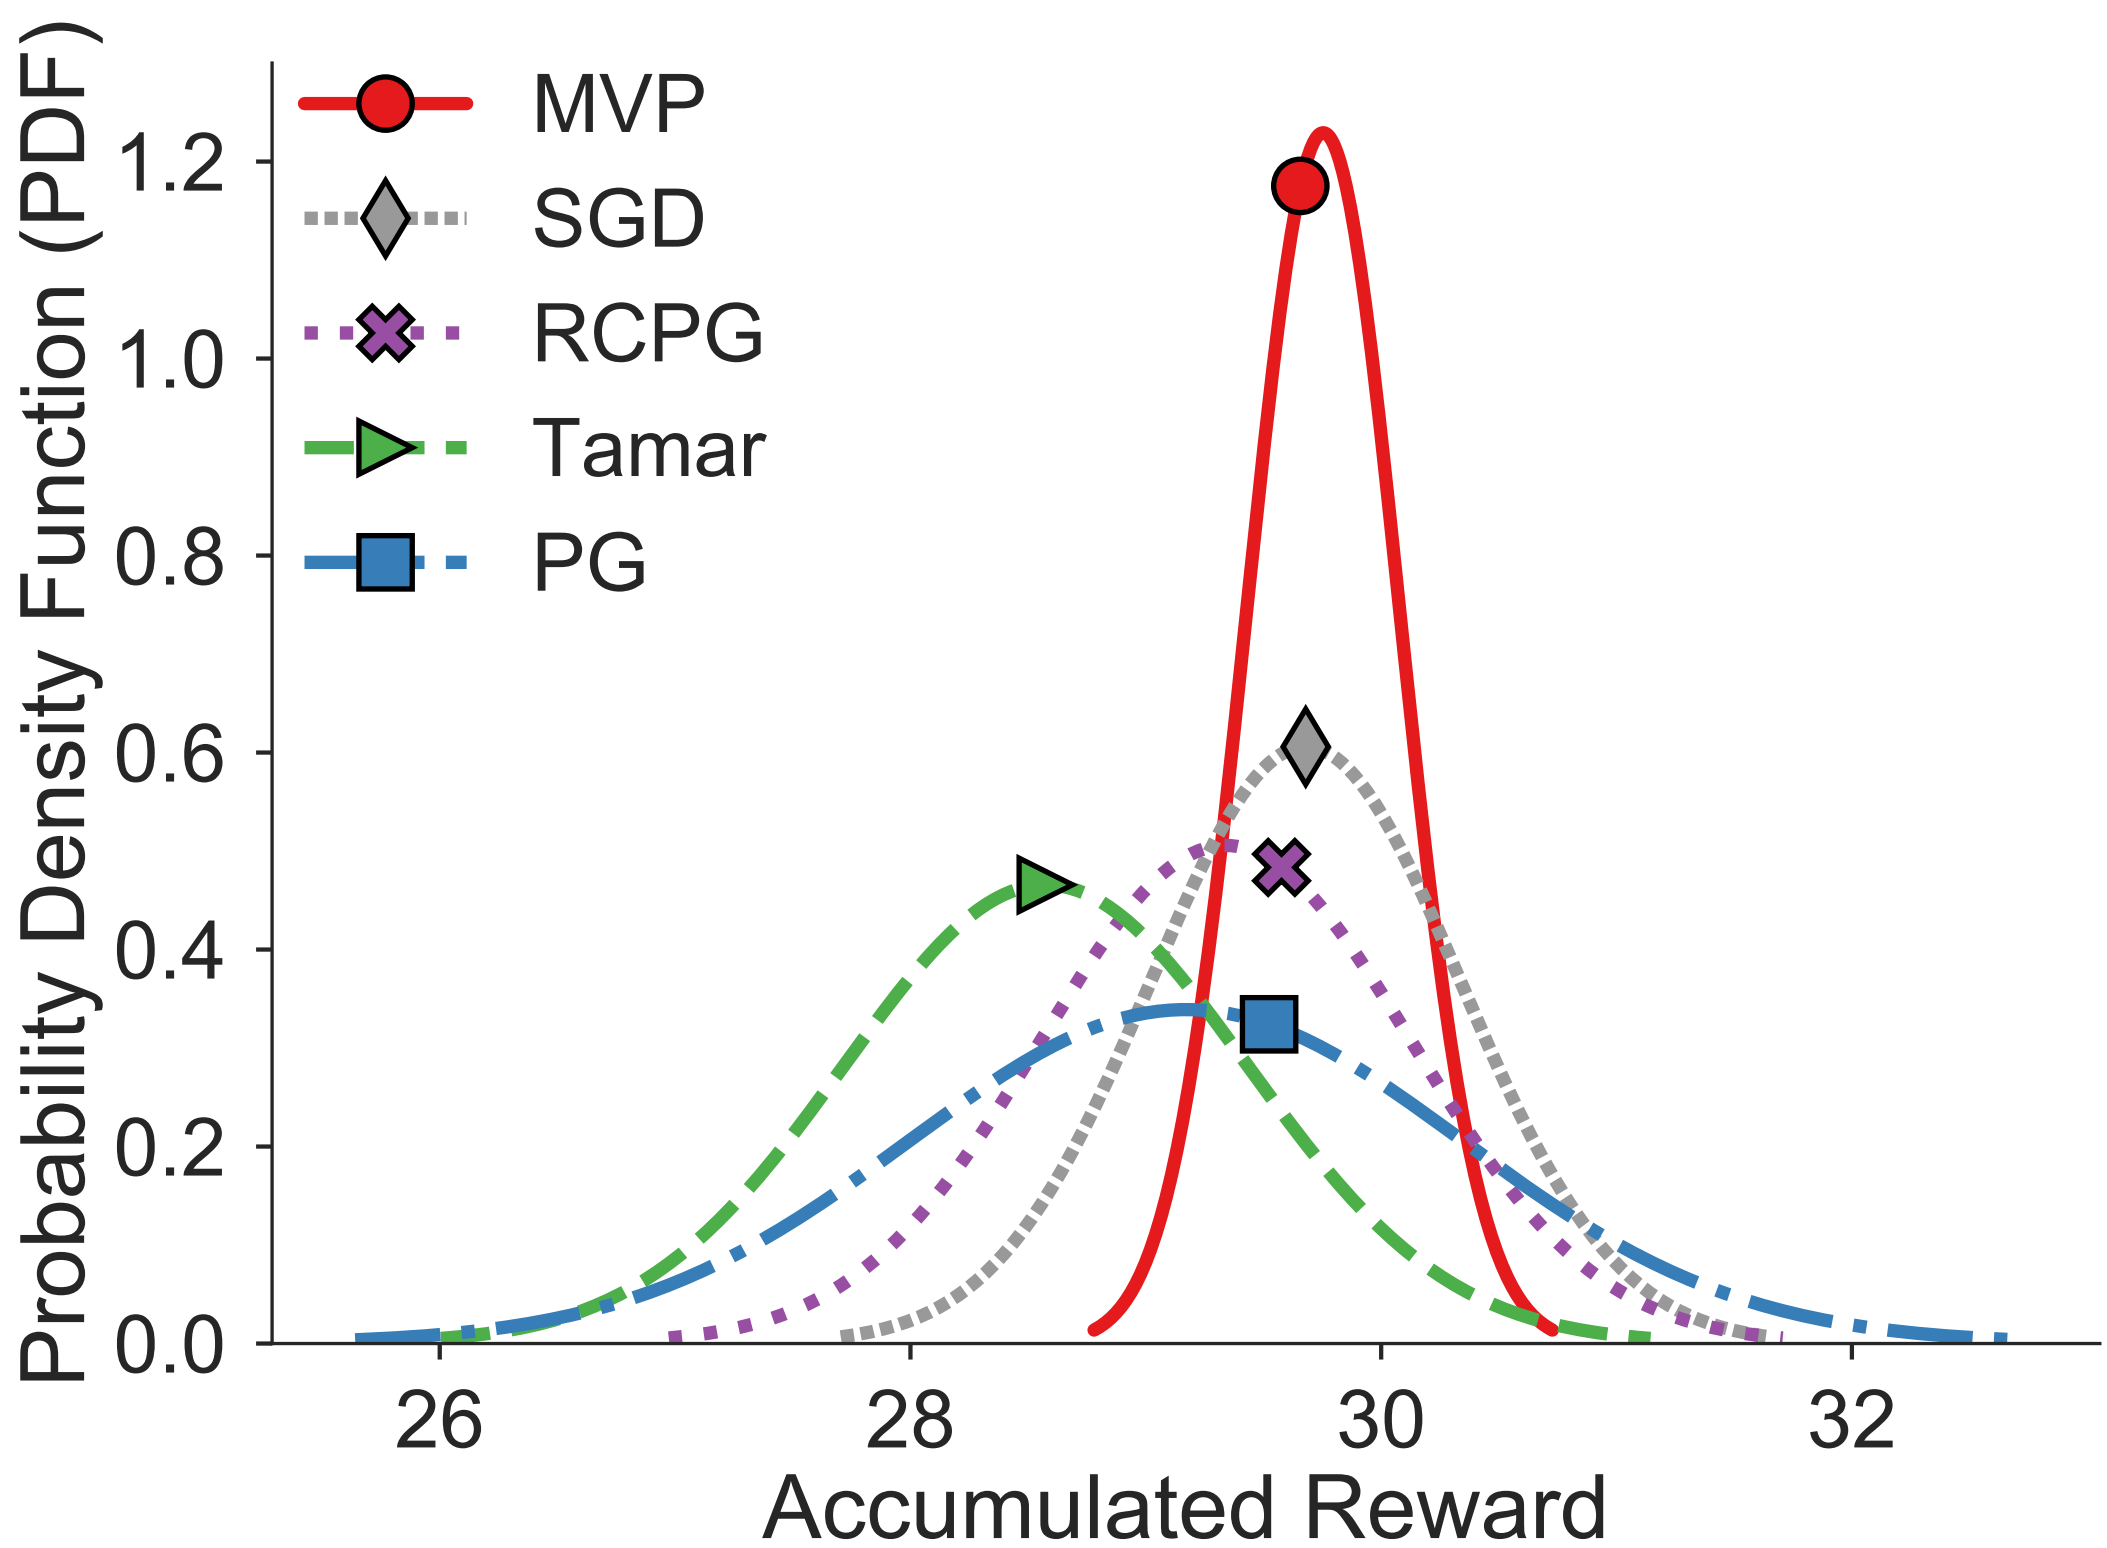 Probability Density Function (PDF)
1.2
1.0
0.8
0.6
0.4
0.2
0.0
MVP
SGD
RCPG
Tamar
PG
26 28 30 32
Accumulated Reward